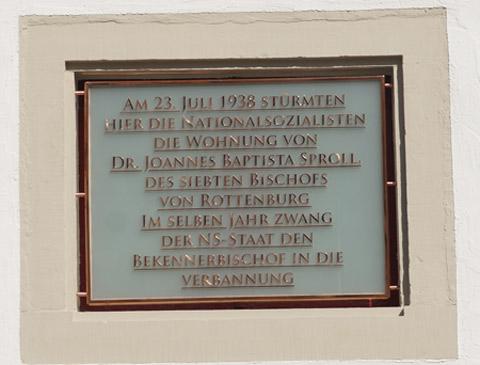 Am 23. Juli 1938 stürmten
hier die Nationalsozialisten
die Wohnung von
Dr. Joannes Baptista Sproll,
des siebten Bischofs
von Rottenburg
Im selben Jahr zwang
der NS-Staat den
Bekennerbischof in die
Verbannung